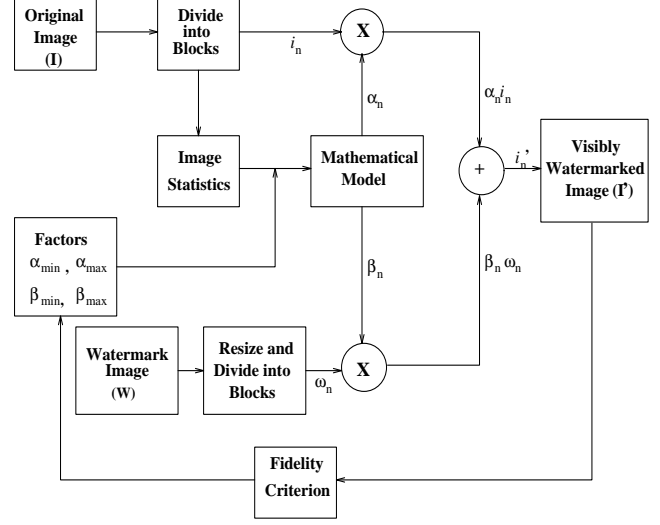 Original
Image
(I)
Divide
into
Blocks
i_n
X
α_n
α_n i_n
Image
Statistics
Mathematical
Model
+
i_n’
Visibly
Watermarked
Image (I’)
Factors
α_min , α_max
β_min, β_max
β_n
β_n ω_n
Watermark
Image
(W)
Resize and
Divide into
Blocks
ω_n
X
Fidelity
Criterion